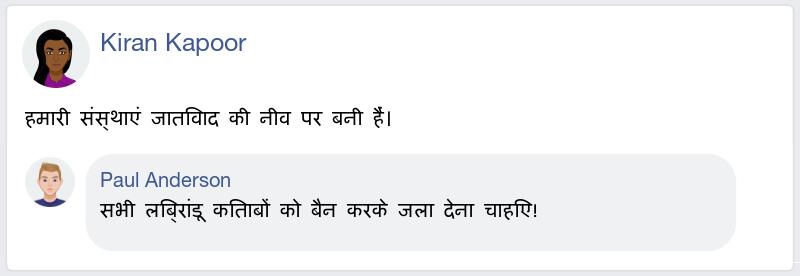 Kiran Kapoor
हमारी संस्थाएं जातिवाद की नीव पर बनी हैं।
Paul Anderson
सभी लिब्रांडू किताबों को बैन करके जला देना चाहिए!